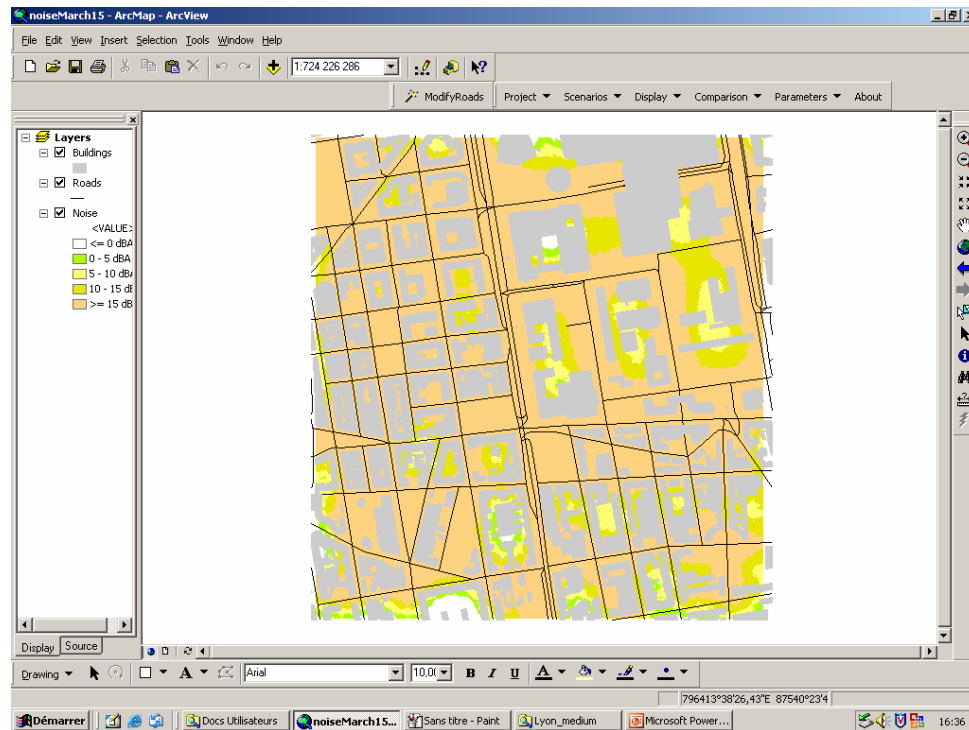 noiseMarch15 - ArcMap - ArcView
File Edit View Insert Selection Tools Window Help
1:724 226 286
ModifyRoads Project Scenarios Display Comparison Parameters About
Layers
Buildings
Roads
Noise
<VALUE>
<= 0 dBA
0 - 5 dBA
5 - 10 dBA
10 - 15 dB
>= 15 dB
Display Source
Drawing A Arial 10,0 B I U A
796413°38'26,43"E 87540°23'4
Démarrer Docs Utilisateurs noiseMarch15... Sans titre - Paint Lyon_medium Microsoft Power... 16:36